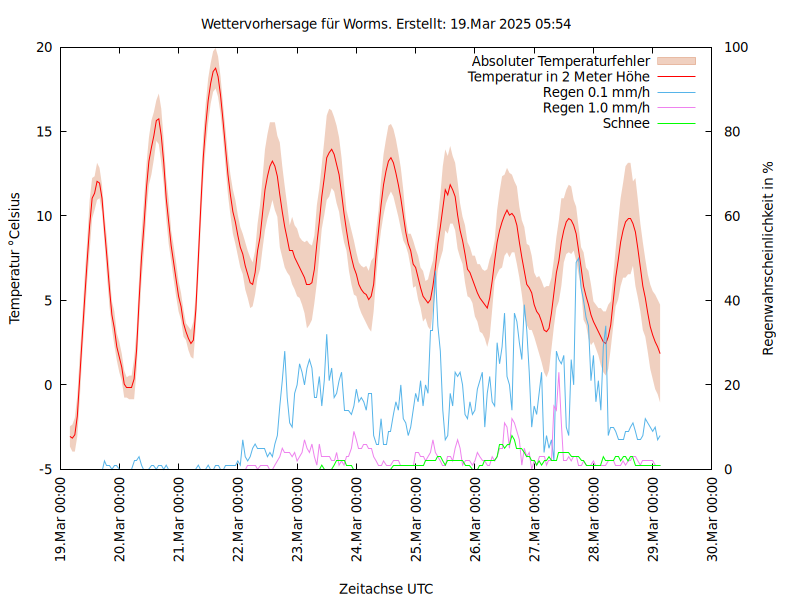 Wettervorhersage für Worms. Erstellt: 19.Mar 2025 05:54
Absoluter Temperaturfehler
Temperatur in 2 Meter Höhe
Regen 0.1 mm/h
Regen 1.0 mm/h
Schnee
Temperatur °Celsius
20
15
10
5
0
-5
Regenwahrscheinlichkeit in %
100
80
60
40
20
0
19.Mar 00:00
20.Mar 00:00
21.Mar 00:00
22.Mar 00:00
23.Mar 00:00
24.Mar 00:00
25.Mar 00:00
26.Mar 00:00
27.Mar 00:00
28.Mar 00:00
29.Mar 00:00
30.Mar 00:00
Zeitachse UTC